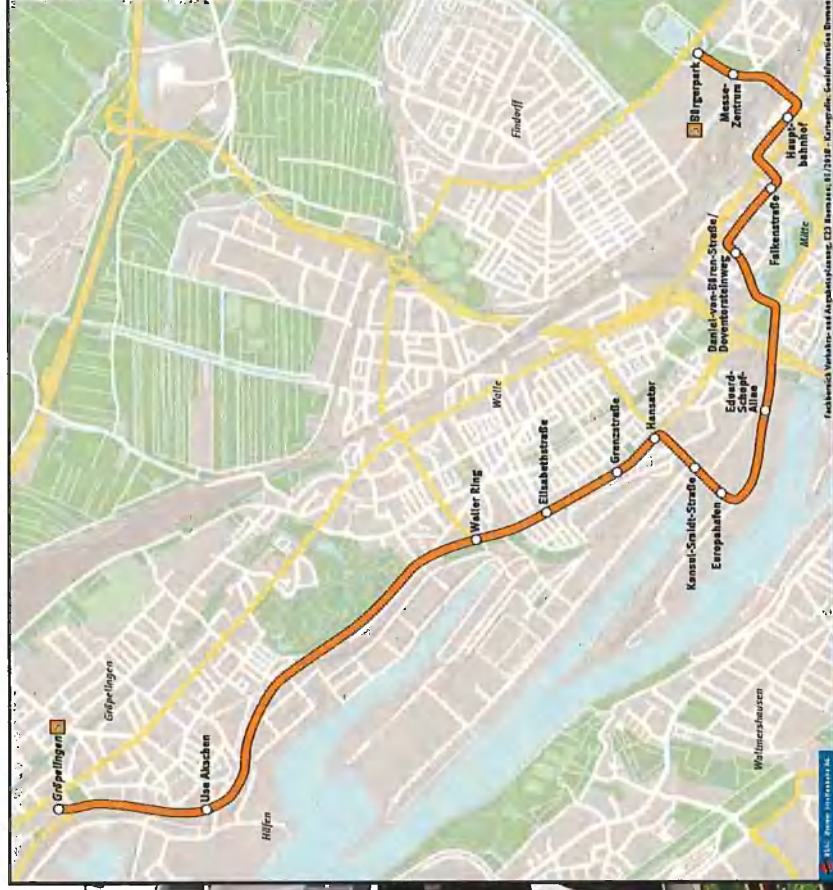 Gröpelingen
Gröpelingen
Use Akschen
Häfen
Waller Ring
Walle
Elisabethstraße
Grenzstraße
Hansator
Konsul-Smidt-Straße
Europahafen
Eduard-
Schopf-
Allee
Daniel-von-Büren-Straße/
Doventorsteinweg
Falkenstraße
Mitte
Haupt-
bahnhof
Messe-
Zentrum
Bürgerpark
Findorff
Woltmershausen